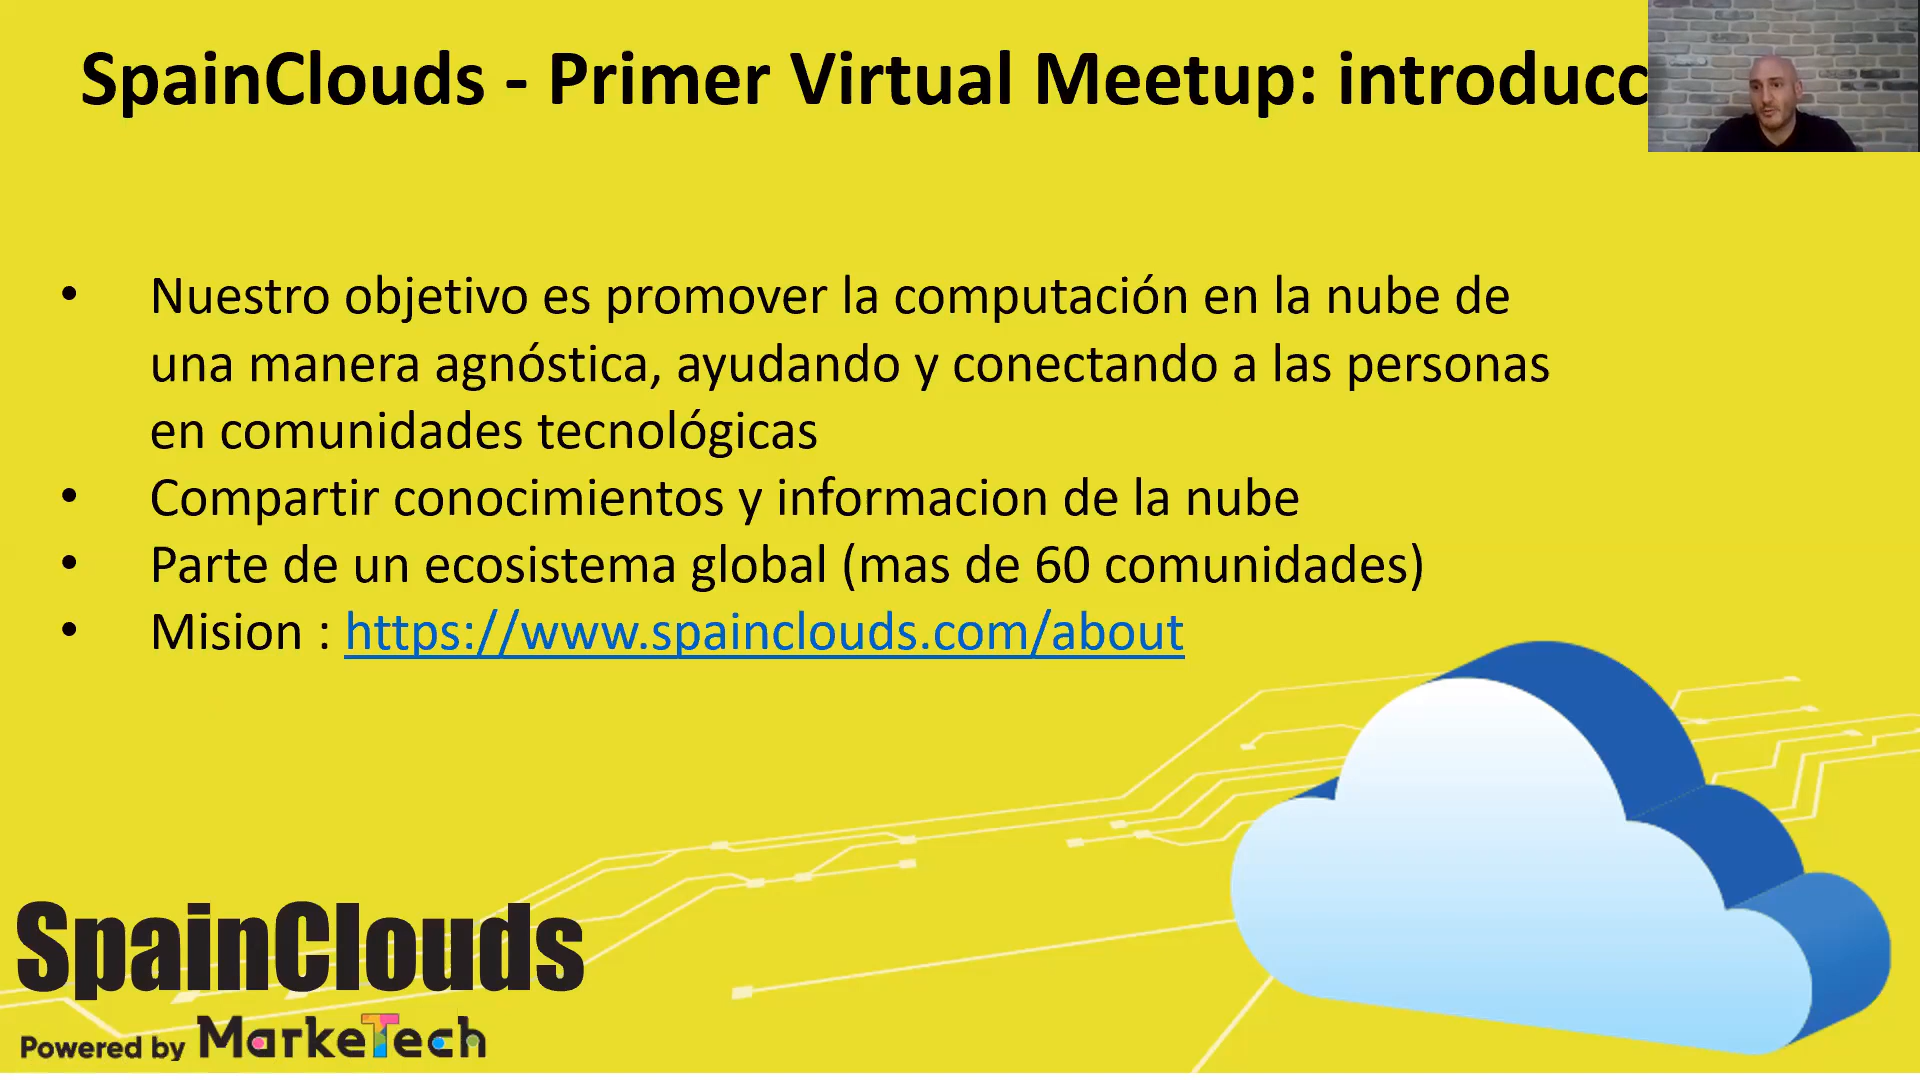 SpainClouds - Primer Virtual Meetup: introducc
• Nuestro objetivo es promover la computación en la nube de
una manera agnóstica, ayudando y conectando a las personas
en comunidades tecnológicas
• Compartir conocimientos y informacion de la nube
• Parte de un ecosistema global (mas de 60 comunidades)
• Mision : https://www.spainclouds.com/about
SpainClouds
Powered by MarkeTech